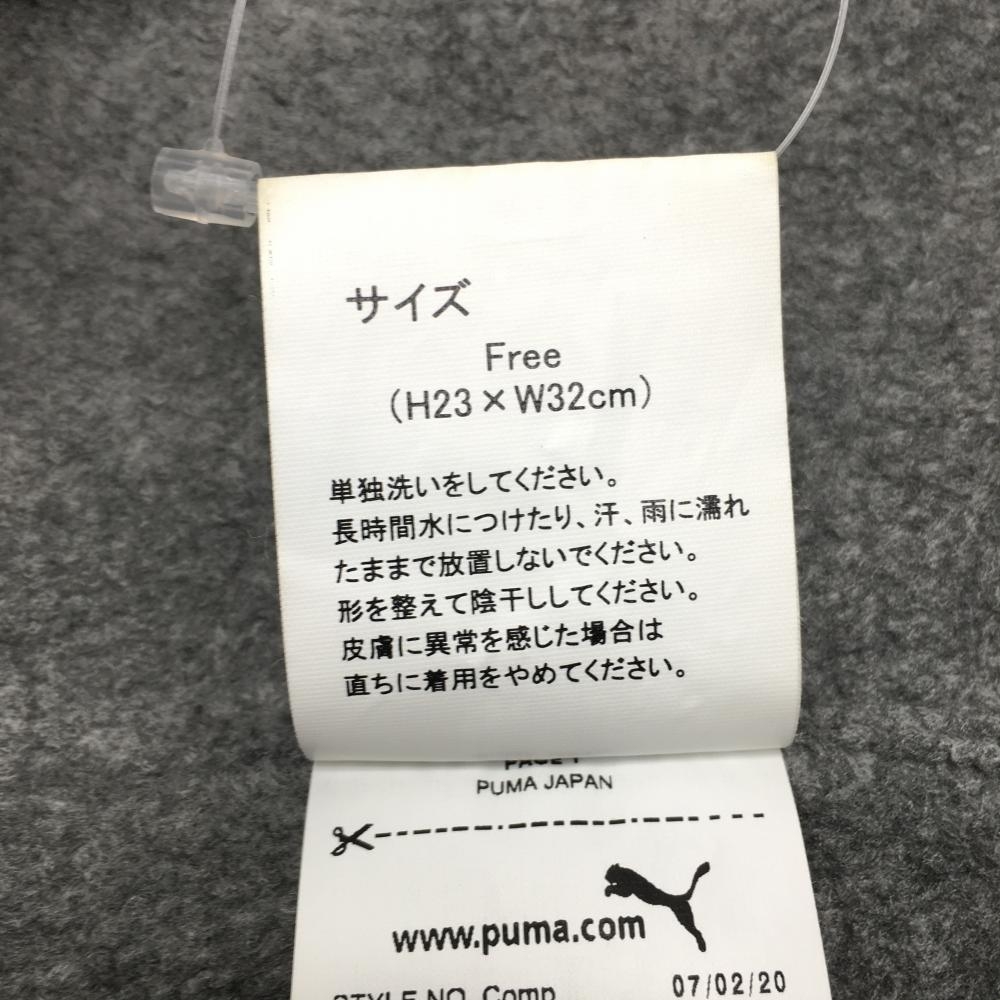 サイズ
Free
(H23×W32cm)
単独洗いをしてください。
長時間水につけたり、汗、雨に濡れ
たままで放置しないでください。
形を整えて陰干ししてください。
皮膚に異常を感じた場合は
直ちに着用をやめてください。
PUMA JAPAN
www.puma.com
STYLE NO. Comp 07/02/20